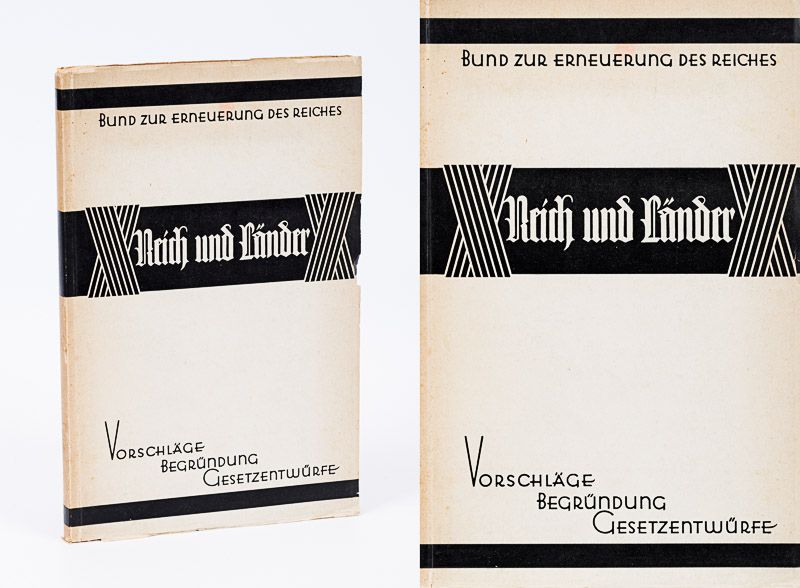 BUND ZUR ERNEUERUNG DES REICHES
Reich und Länder
VORSCHLÄGE
BEGRÜNDUNG
GESETZENTWÜRFE
BUND ZUR ERNEUERUNG DES REICHES
Reich und Länder
VORSCHLÄGE
BEGRÜNDUNG
GESETZENTWÜRFE